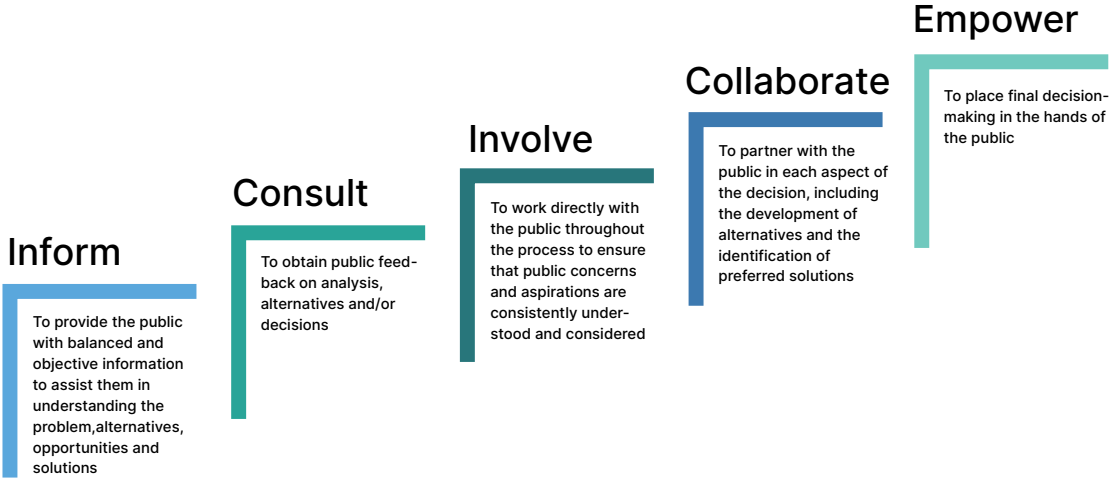 Inform
To provide the public
with balanced and
objective information
to assist them in
understanding the
problem,alternatives,
opportunities and
solutions
Consult
To obtain public feed-
back on analysis,
alternatives and/or
decisions
Involve
To work directly with
the public throughout
the process to ensure
that public concerns
and aspirations are
consistently under-
stood and considered
Collaborate
To partner with the
public in each aspect of
the decision, including
the development of
alternatives and the
identification of
preferred solutions
Empower
To place final decision-
making in the hands of
the public